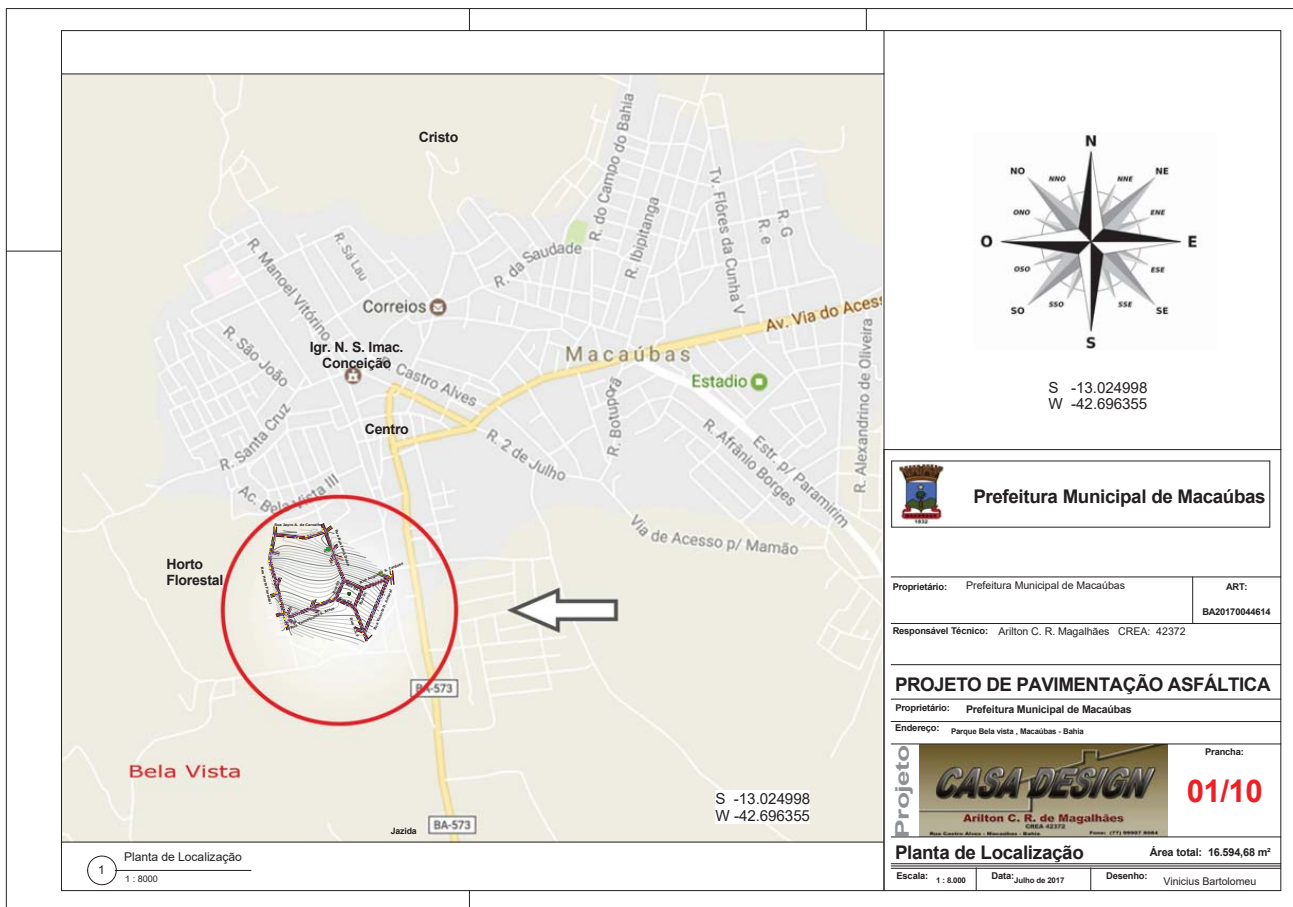 Cristo
R. do Campo do Bahia
Tv. Flôres da Cunha V
R. e
R. G
R. Ibipitanga
R. Sá Lau
R. Manoel Vitórino
R. da Saudade
Correios
Av. Via do Aces
Igr. N. S. Imac.
Conceição
Macaúbas
R. São João
Castro Alves
Estadio
R. Alexandrino de Oliveira
R. Botuporã
Centro
R. Santa Cruz
R. 2 de Julho
R. Afrânio Borges
Estr. p/ Paramirim
Ac. Bela Vista III
Via de Acesso p/ Mamão
Horto
Florestal
BA-573
Bela Vista
S -13.024998
W -42.696355
Jazida
BA-573
1
Planta de Localização
1 : 8000
N
NO
NNO
NNE
NE
ONO
ENE
O
E
OSO
ESE
SO
SSO
SSE
SE
S
S -13.024998
W -42.696355
1832
Prefeitura Municipal de Macaúbas
Proprietário: Prefeitura Municipal de Macaúbas
ART:
BA20170044614
Responsável Técnico: Arilton C. R. Magalhães CREA: 42372
PROJETO DE PAVIMENTAÇÃO ASFÁLTICA
Proprietário: Prefeitura Municipal de Macaúbas
Endereço: Parque Bela vista , Macaúbas - Bahia
Projeto
CASA DESIGN
Arilton C. R. de Magalhães
CREA 42372
Rua Castro Alves - Macaúbas - Bahia
Prancha:
01/10
Planta de Localização
Área total: 16.594,68 m²
Escala: 1 : 8.000
Data: Julho de 2017
Desenho: Vinicius Bartolomeu